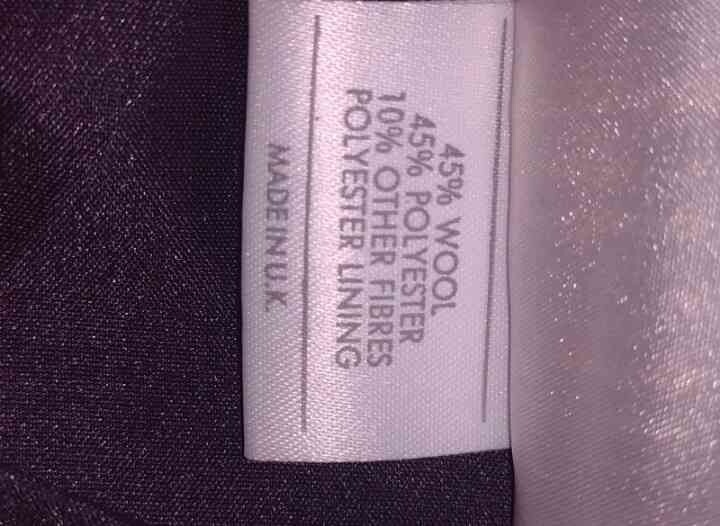 45% WOOL
45% POLYESTER
10% OTHER FIBRES
POLYESTER LINING
MADE IN U.K.